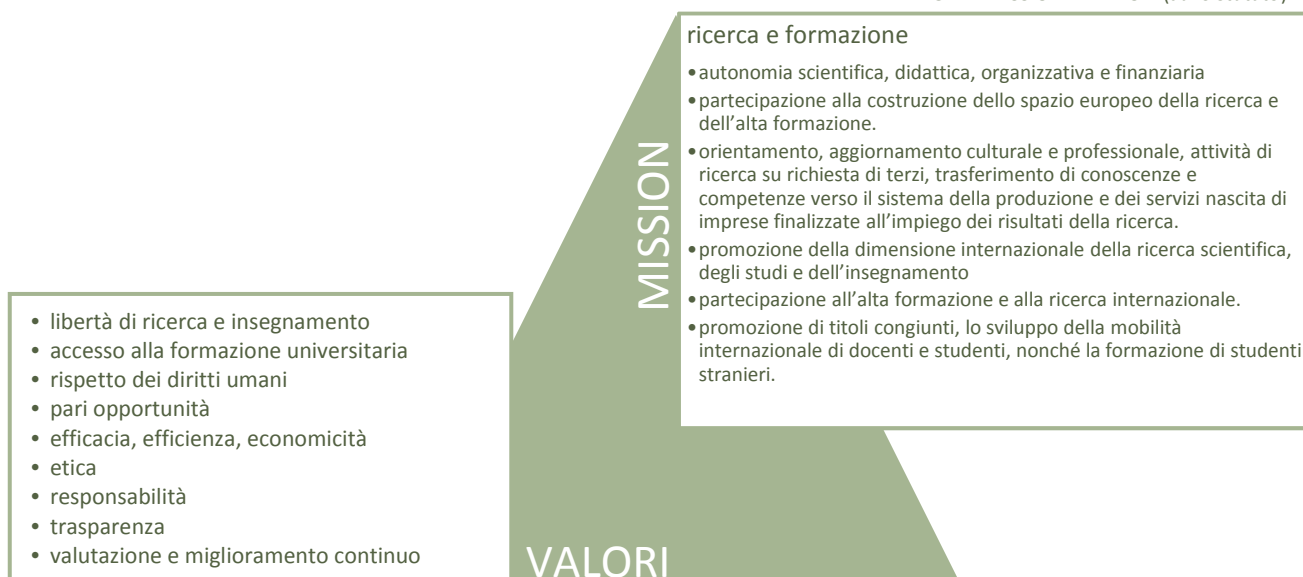 ricerca e formazione
•autonomia scientifica, didattica, organizzativa e finanziaria
•partecipazione alla costruzione dello spazio europeo della ricerca e
dell’alta formazione.
•orientamento, aggiornamento culturale e professionale, attività di
ricerca su richiesta di terzi, trasferimento di conoscenze e
competenze verso il sistema della produzione e dei servizi nascita di
imprese finalizzate all’impiego dei risultati della ricerca.
•promozione della dimensione internazionale della ricerca scientifica,
degli studi e dell’insegnamento
•partecipazione all’alta formazione e alla ricerca internazionale.
•promozione di titoli congiunti, lo sviluppo della mobilità
internazionale di docenti e studenti, nonché la formazione di studenti
stranieri.
MISSION
• libertà di ricerca e insegnamento
• accesso alla formazione universitaria
• rispetto dei diritti umani
• pari opportunità
• efficacia, efficienza, economicità
• etica
• responsabilità
• trasparenza
• valutazione e miglioramento continuo
VALORI